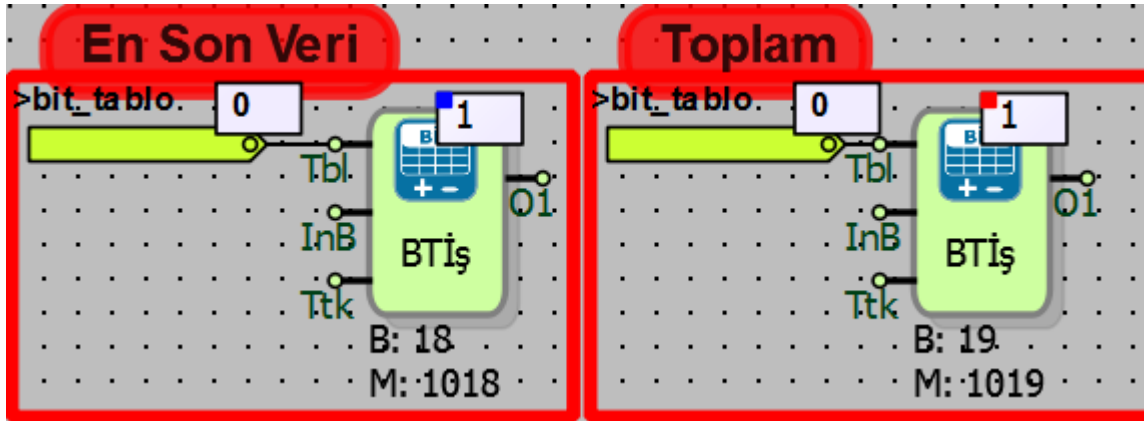 En Son Veri
>bit_tablo.
0
1
B
Tbl
InB
Ttk
O1
BTİş
B: 18
M: 1018
Toplam
>bit_tablo.
0
1
B
Tbl
InB
Ttk
O1
BTİş
B: 19
M: 1019